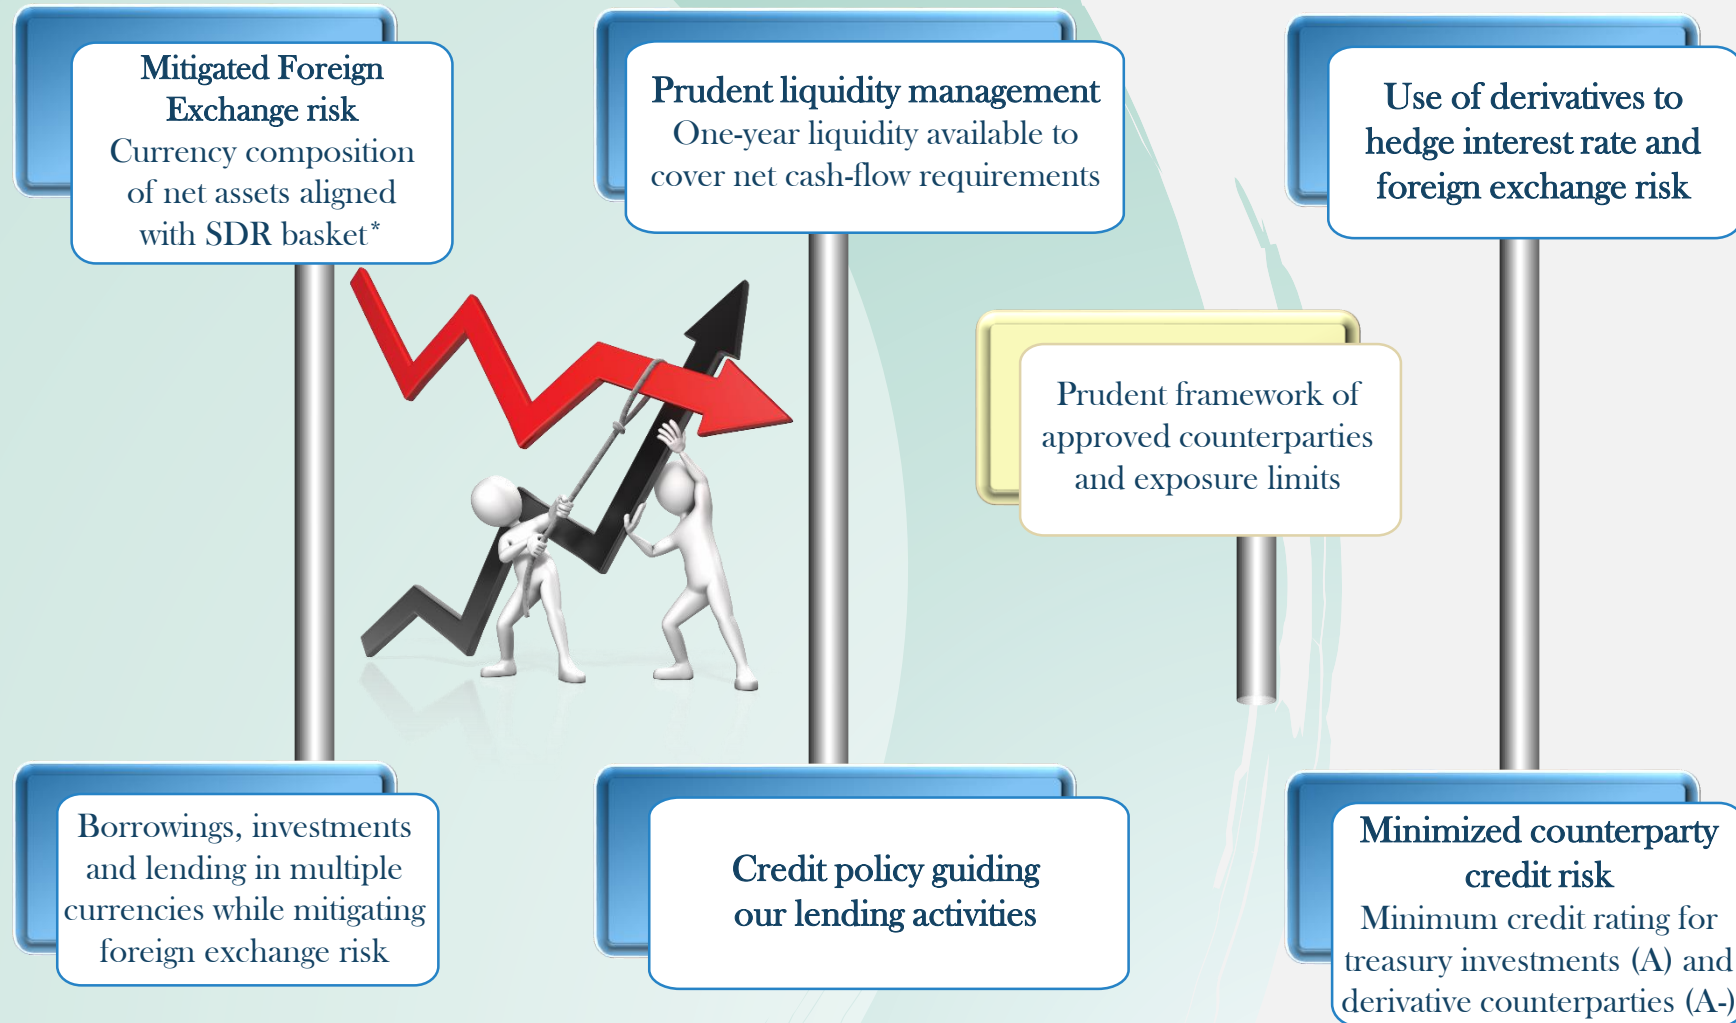 Mitigated Foreign
Exchange risk
Currency composition
of net assets aligned
with SDR basket*
Prudent liquidity management
One-year liquidity available to
cover net cash-flow requirements
Use of derivatives to
hedge interest rate and
foreign exchange risk
Prudent framework of
approved counterparties
and exposure limits
Borrowings, investments
and lending in multiple
currencies while mitigating
foreign exchange risk
Credit policy guiding
our lending activities
Minimized counterparty
credit risk
Minimum credit rating for
treasury investments (A) and
derivative counterparties (A-)